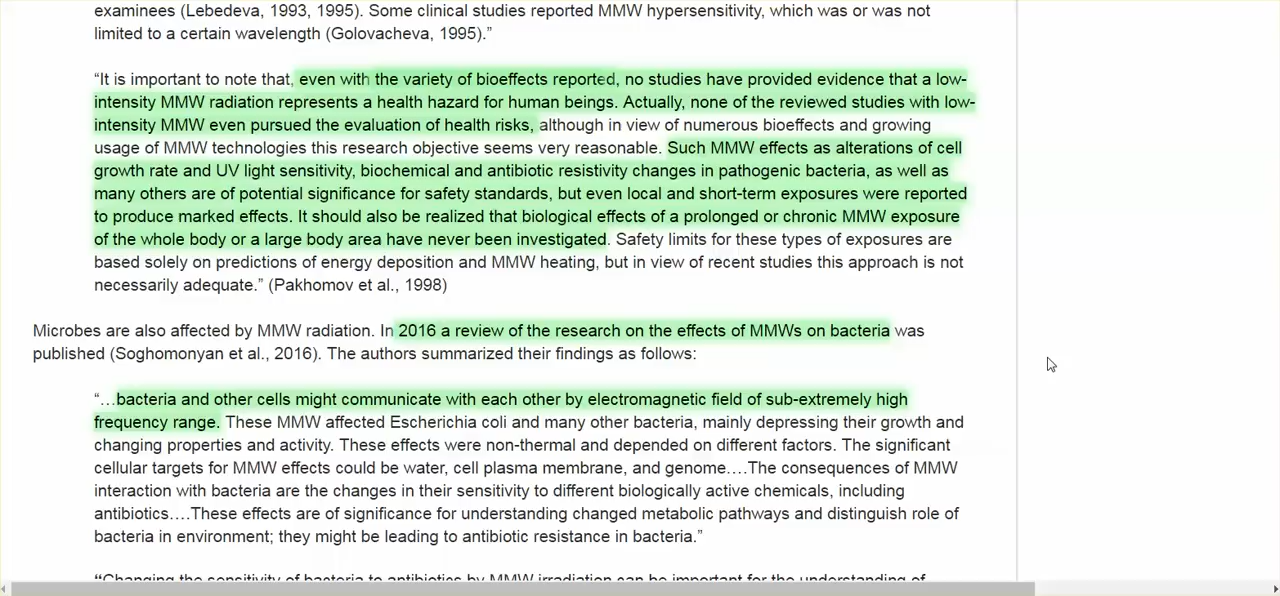 examinees (Lebedeva, 1993, 1995). Some clinical studies reported MMW hypersensitivity, which was or was not
limited to a certain wavelength (Golovacheva, 1995).”
“It is important to note that, even with the variety of bioeffects reported, no studies have provided evidence that a low-
intensity MMW radiation represents a health hazard for human beings. Actually, none of the reviewed studies with low-
intensity MMW even pursued the evaluation of health risks, although in view of numerous bioeffects and growing
usage of MMW technologies this research objective seems very reasonable. Such MMW effects as alterations of cell
growth rate and UV light sensitivity, biochemical and antibiotic resistivity changes in pathogenic bacteria, as well as
many others are of potential significance for safety standards, but even local and short-term exposures were reported
to produce marked effects. It should also be realized that biological effects of a prolonged or chronic MMW exposure
of the whole body or a large body area have never been investigated. Safety limits for these types of exposures are
based solely on predictions of energy deposition and MMW heating, but in view of recent studies this approach is not
necessarily adequate.” (Pakhomov et al., 1998)
Microbes are also affected by MMW radiation. In 2016 a review of the research on the effects of MMWs on bacteria was
published (Soghomonyan et al., 2016). The authors summarized their findings as follows:
“…bacteria and other cells might communicate with each other by electromagnetic field of sub-extremely high
frequency range. These MMW affected Escherichia coli and many other bacteria, mainly depressing their growth and
changing properties and activity. These effects were non-thermal and depended on different factors. The significant
cellular targets for MMW effects could be water, cell plasma membrane, and genome….The consequences of MMW
interaction with bacteria are the changes in their sensitivity to different biologically active chemicals, including
antibiotics….These effects are of significance for understanding changed metabolic pathways and distinguish role of
bacteria in environment; they might be leading to antibiotic resistance in bacteria.”
“Changing the sensitivity of bacteria to antibiotics by MMW irradiation can be important for the understanding of